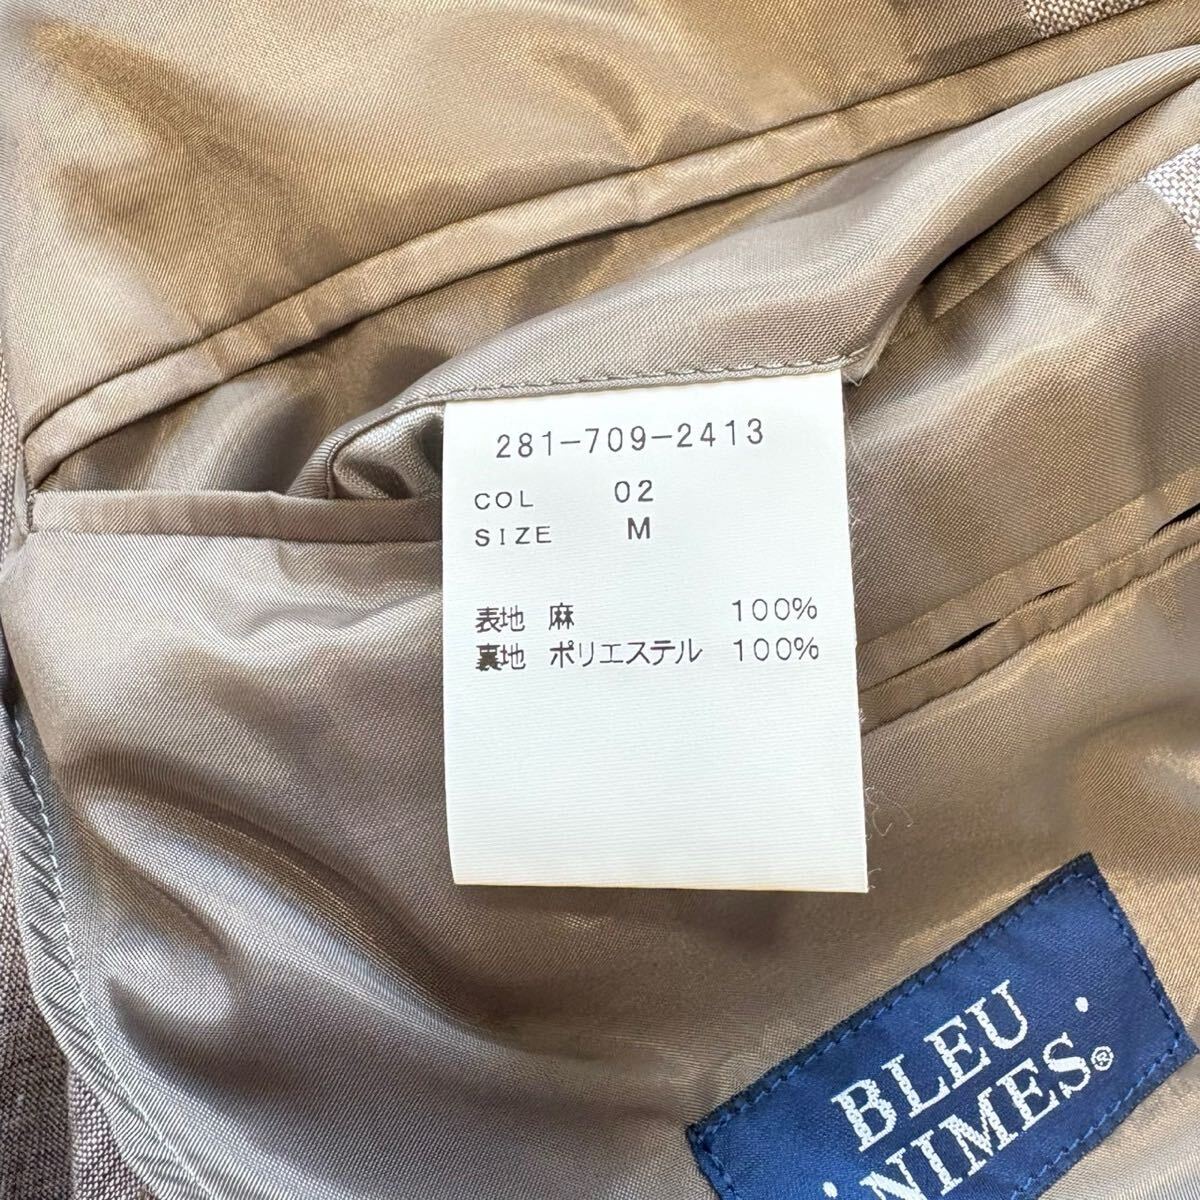 281-709-2413
COL 02
SIZE M
表地 麻 100%
裏地 ポリエステル 100%
BLEU
NIMES®